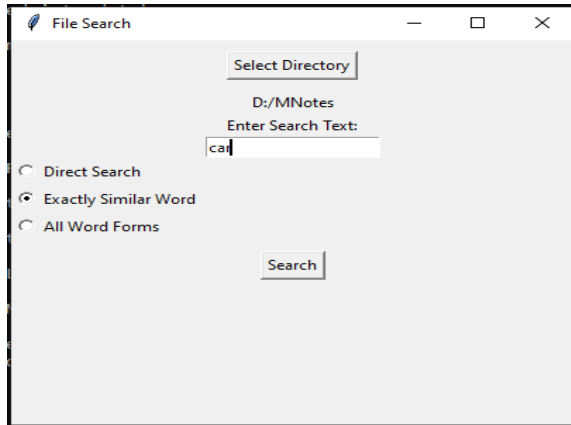 File Search
Select Directory
D:/MNotes
Enter Search Text:
car
Direct Search
Exactly Similar Word
All Word Forms
Search